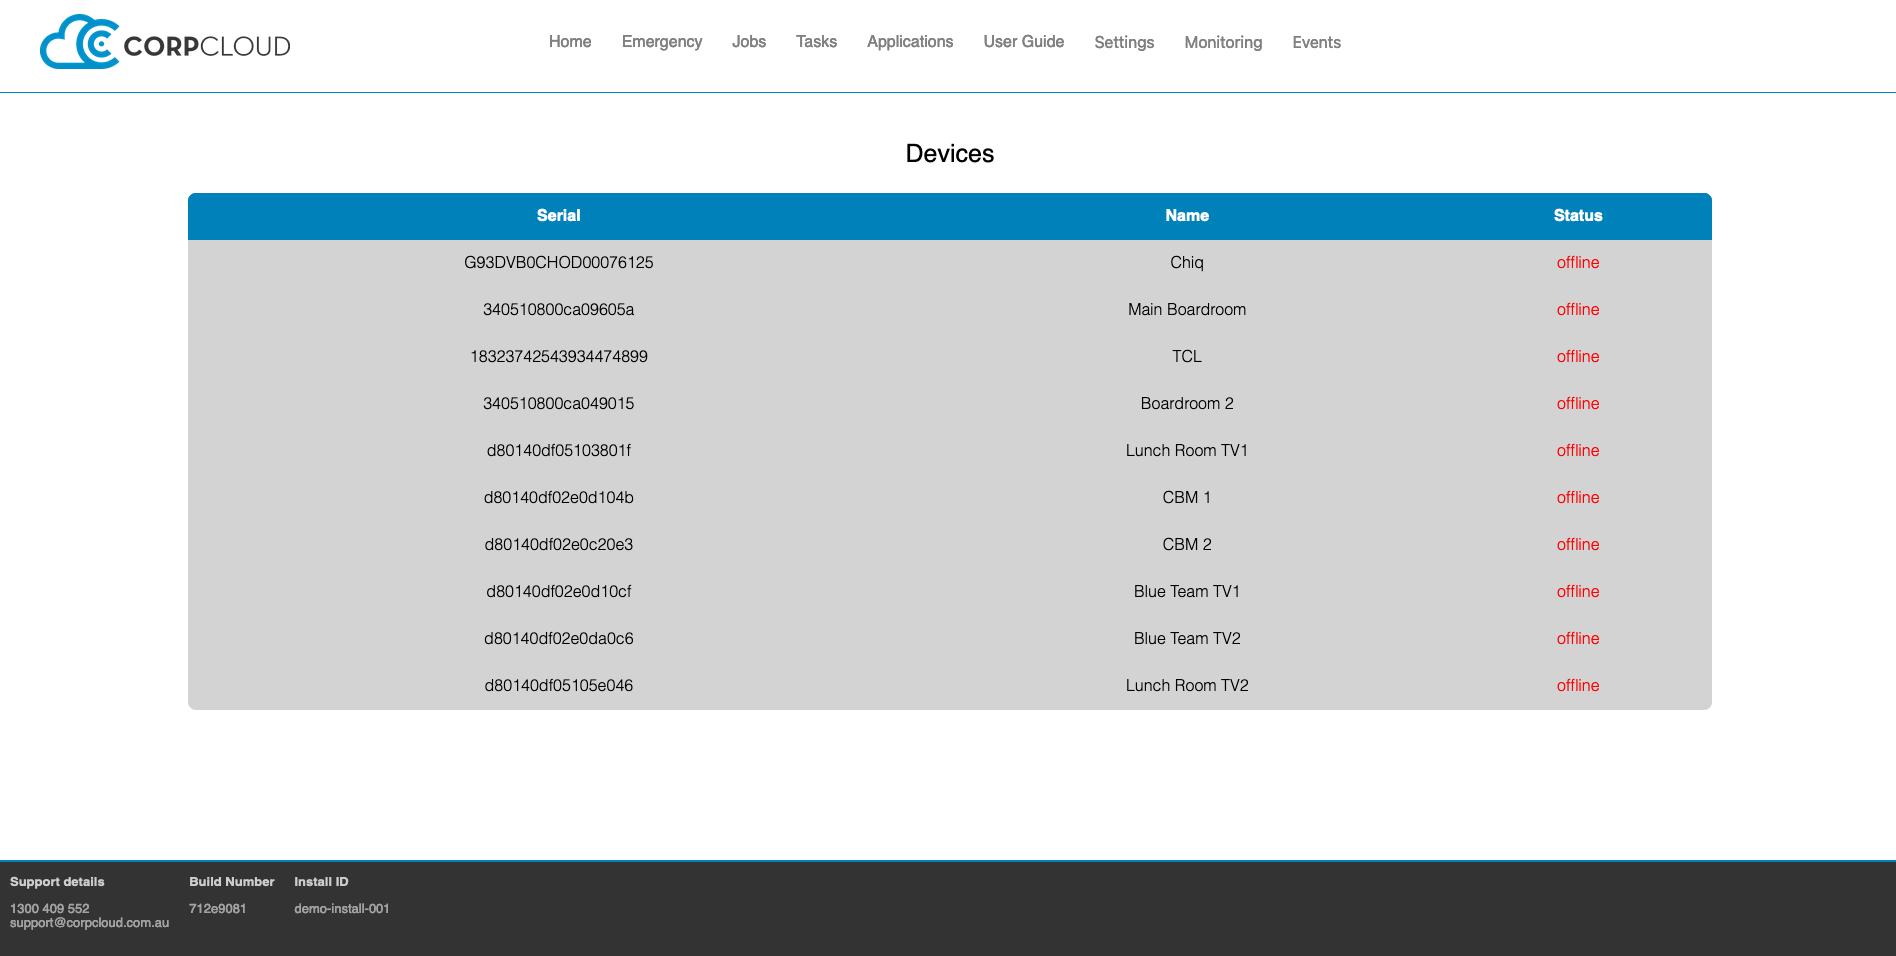 CORPCLOUD
Home Emergency Jobs Tasks Applications User Guide Settings Monitoring Events
Devices
Serial Name Status
G93DVB0CHOD00076125 Chiq offline
340510800ca09605a Main Boardroom offline
18323742543934474899 TCL offline
340510800ca049015 Boardroom 2 offline
d80140df05103801f Lunch Room TV1 offline
d80140df02e0d104b CBM 1 offline
d80140df02e0c20e3 CBM 2 offline
d80140df02e0d10cf Blue Team TV1 offline
d80140df02e0da0c6 Blue Team TV2 offline
d80140df05105e046 Lunch Room TV2 offline
Support details Build Number Install ID
1300 409 552 712e9081 demo-install-001
support@corpcloud.com.au